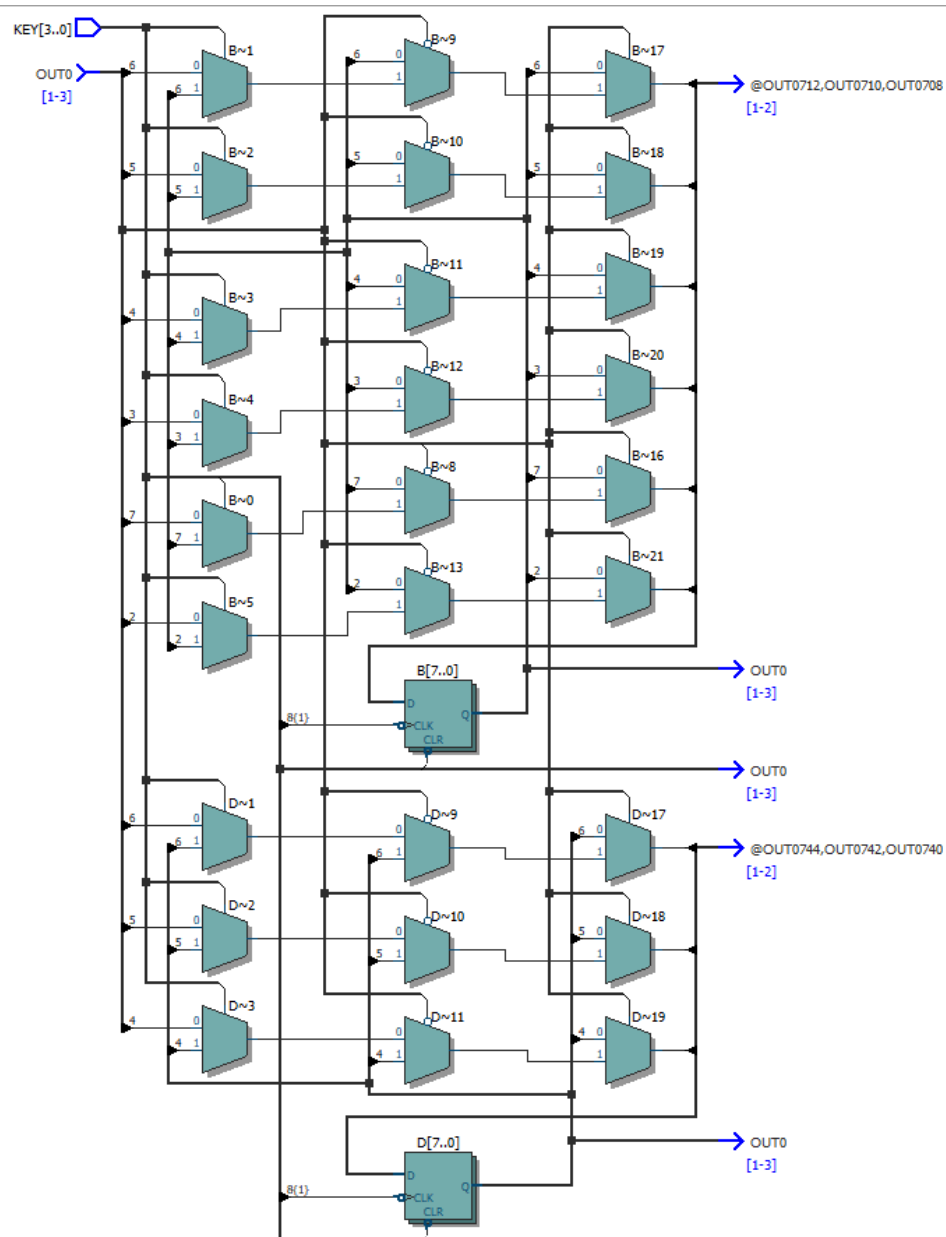 KEY[3..0]
OUT0
[1-3]
B~1
6 0
6 1
B~9
6 0
1
B~17
6 0
1
@OUT0712,OUT0710,OUT0708
[1-2]
B~2
5 0
5 1
B~10
5 0
1
B~18
5 0
1
B~3
4 0
4 1
B~11
4 0
1
B~19
4 0
1
B~4
3 0
3 1
B~12
3 0
1
B~20
3 0
1
B~0
7 0
7 1
B~8
7 0
1
B~16
7 0
1
B~5
2 0
2 1
B~13
2 0
1
B~21
2 0
1
B[7..0]
D
Q
8{1}
CLK
CLR
OUT0
[1-3]
OUT0
[1-3]
D~1
6 0
6 1
D~9
0
6 1
D~17
6 0
1
@OUT0744,OUT0742,OUT0740
[1-2]
D~2
5 0
5 1
D~10
0
5 1
D~18
5 0
1
D~3
4 0
4 1
D~11
0
4 1
D~19
4 0
1
D[7..0]
D
Q
8{1}
CLK
CLR
OUT0
[1-3]